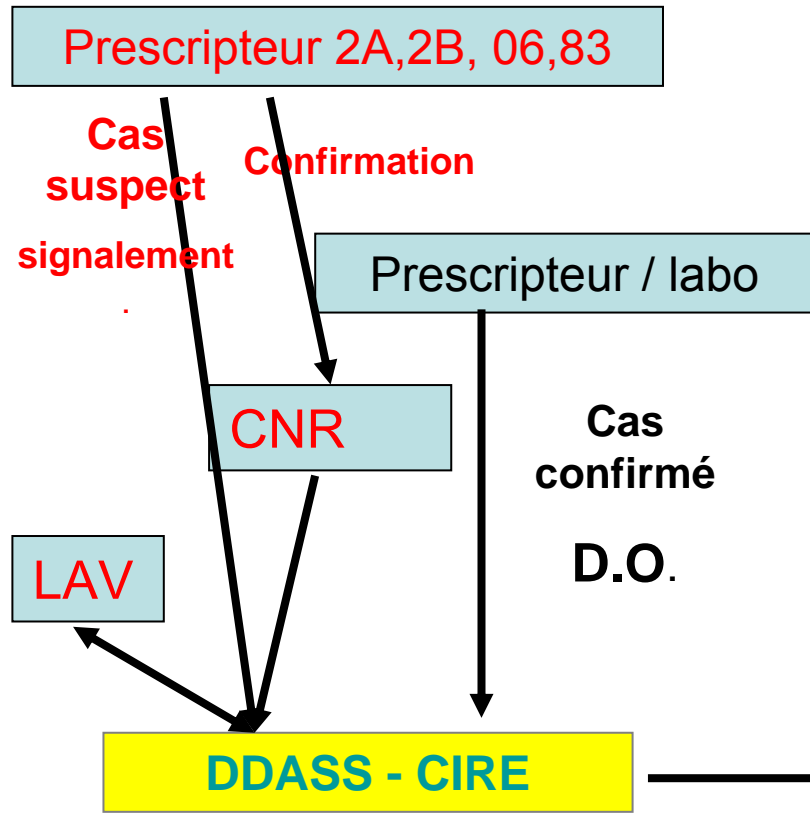 Prescripteur 2A,2B, 06,83
Cas
suspect
signalement
.
Confirmation
Prescripteur / labo
CNR
Cas
confirmé
D.O.
LAV
DDASS - CIRE